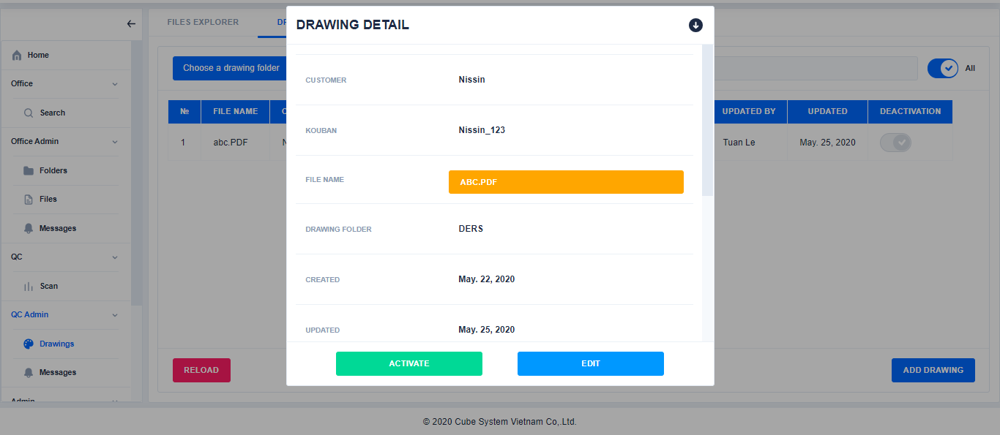 Home
Office
Search
Office Admin
Folders
Files
Messages
QC
Scan
QC Admin
Drawings
Messages
Admin
FILES EXPLORER
Choose a drawing folder
All
№ FILE NAME
UPDATED BY UPDATED DEACTIVATION
1 abc.PDF
Tuan Le May. 25, 2020
RELOAD
ADD DRAWING
DRAWING DETAIL
CUSTOMER Nissin
KOUBAN Nissin_123
FILE NAME ABC.PDF
DRAWING FOLDER DERS
CREATED May. 22, 2020
UPDATED May. 25, 2020
ACTIVATE EDIT
© 2020 Cube System Vietnam Co,.Ltd.